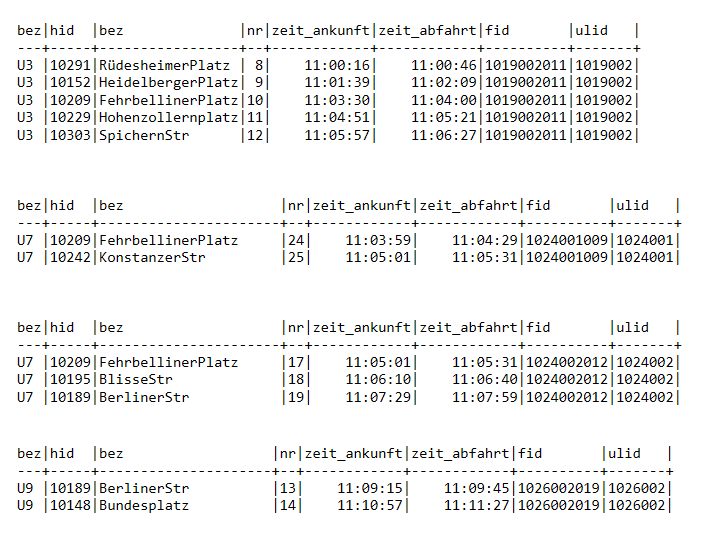 bez|hid  |bez              |nr|zeit_ankunft|zeit_abfahrt|fid       |ulid   |
---+-----+-----------------+--+------------+------------+----------+-------+
U3 |10291|RüdesheimerPlatz | 8|    11:00:16|    11:00:46|1019002011|1019002|
U3 |10152|HeidelbergerPlatz| 9|    11:01:39|    11:02:09|1019002011|1019002|
U3 |10209|FehrbellinerPlatz|10|    11:03:30|    11:04:00|1019002011|1019002|
U3 |10229|Hohenzollernplatz|11|    11:04:51|    11:05:21|1019002011|1019002|
U3 |10303|SpichernStr      |12|    11:05:57|    11:06:27|1019002011|1019002|
bez|hid  |bez                   |nr|zeit_ankunft|zeit_abfahrt|fid       |ulid   |
---+-----+----------------------+--+------------+------------+----------+-------+
U7 |10209|FehrbellinerPlatz     |24|    11:03:59|    11:04:29|1024001009|1024001|
U7 |10242|KonstanzerStr         |25|    11:05:01|    11:05:31|1024001009|1024001|
bez|hid  |bez                   |nr|zeit_ankunft|zeit_abfahrt|fid       |ulid   |
---+-----+----------------------+--+------------+------------+----------+-------+
U7 |10209|FehrbellinerPlatz     |17|    11:05:01|    11:05:31|1024002012|1024002|
U7 |10195|BlisseStr             |18|    11:06:10|    11:06:40|1024002012|1024002|
U7 |10189|BerlinerStr           |19|    11:07:29|    11:07:59|1024002012|1024002|
bez|hid  |bez                  |nr|zeit_ankunft|zeit_abfahrt|fid       |ulid   |
---+-----+---------------------+--+------------+------------+----------+-------+
U9 |10189|BerlinerStr          |13|    11:09:15|    11:09:45|1026002019|1026002|
U9 |10148|Bundesplatz          |14|    11:10:57|    11:11:27|1026002019|1026002|